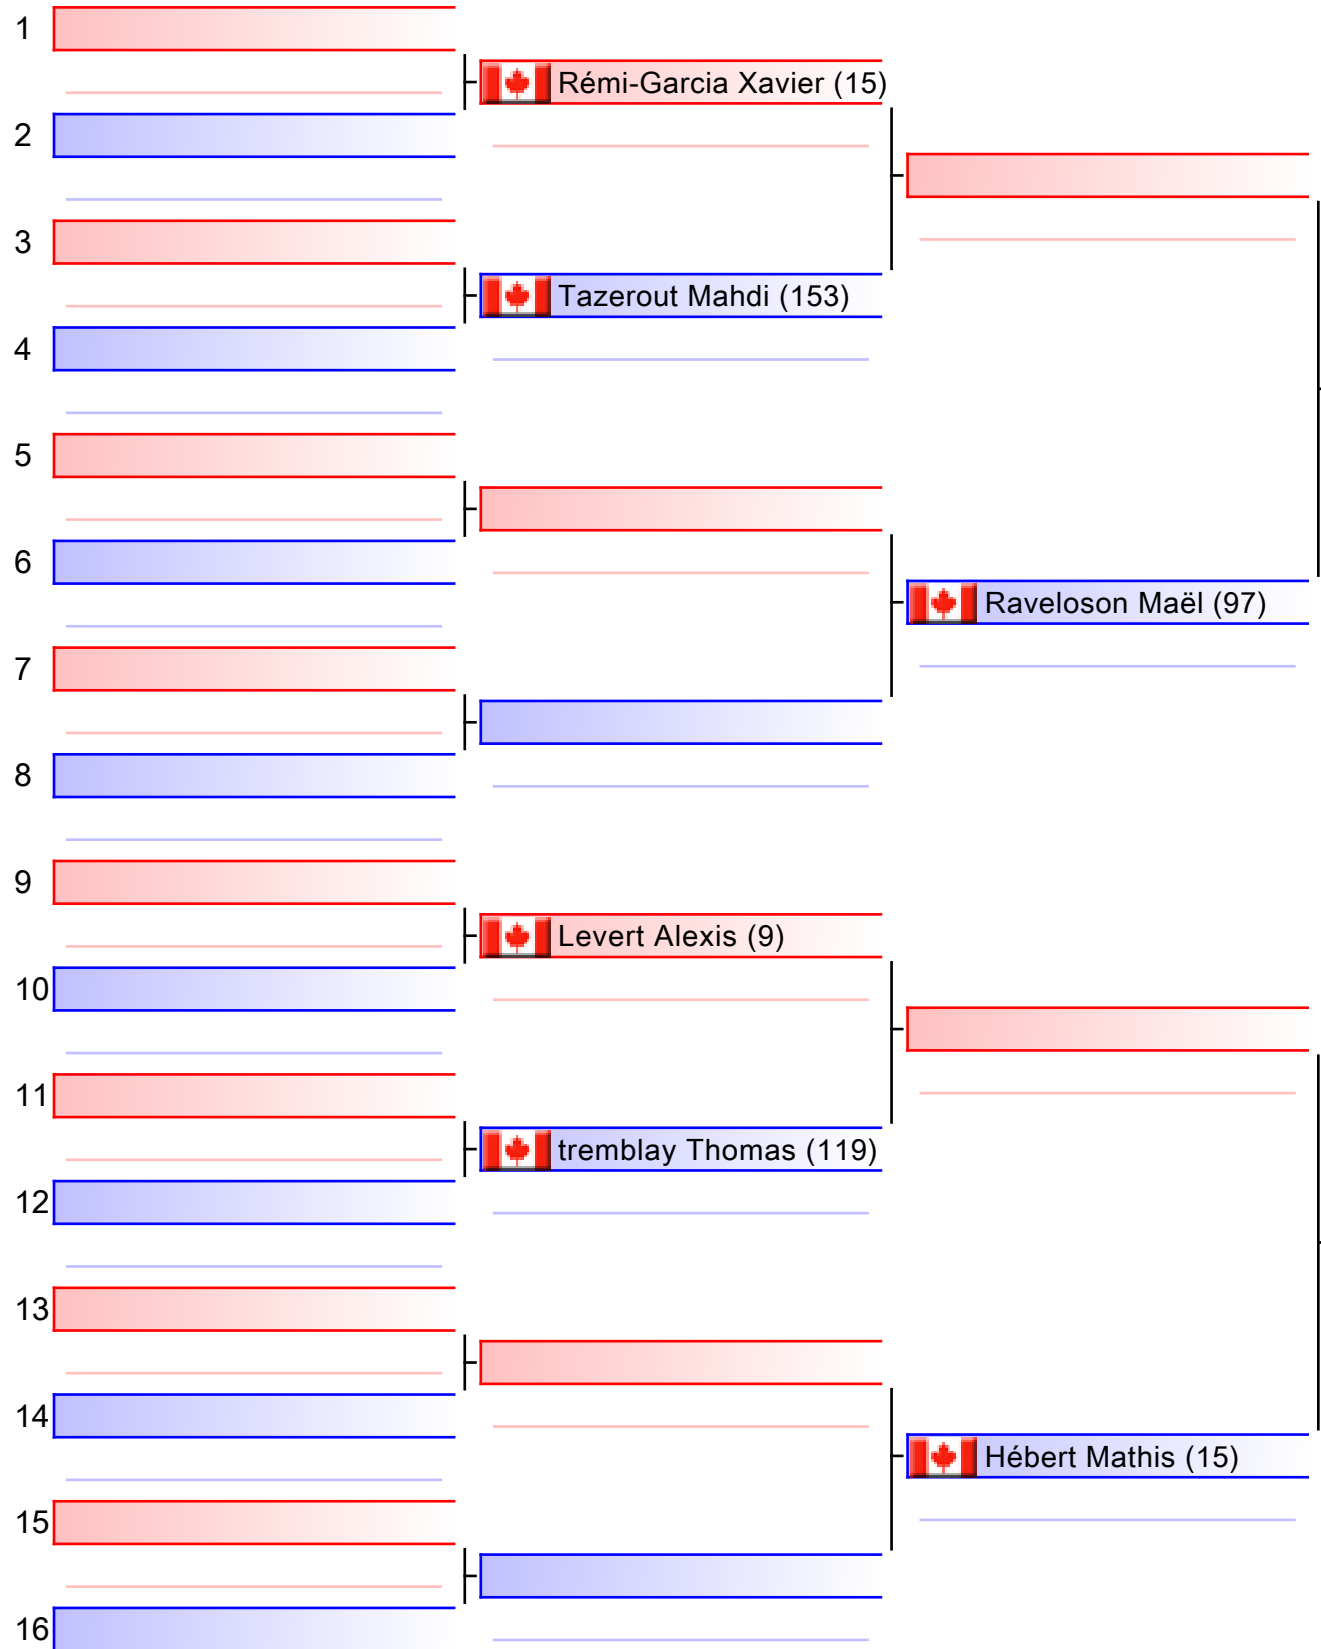 1
Rémi-Garcia Xavier (15)
2
3
Tazerout Mahdi (153)
4
5
6
Raveloson Maël (97)
7
8
9
Levert Alexis (9)
10
11
tremblay Thomas (119)
12
13
14
Hébert Mathis (15)
15
16